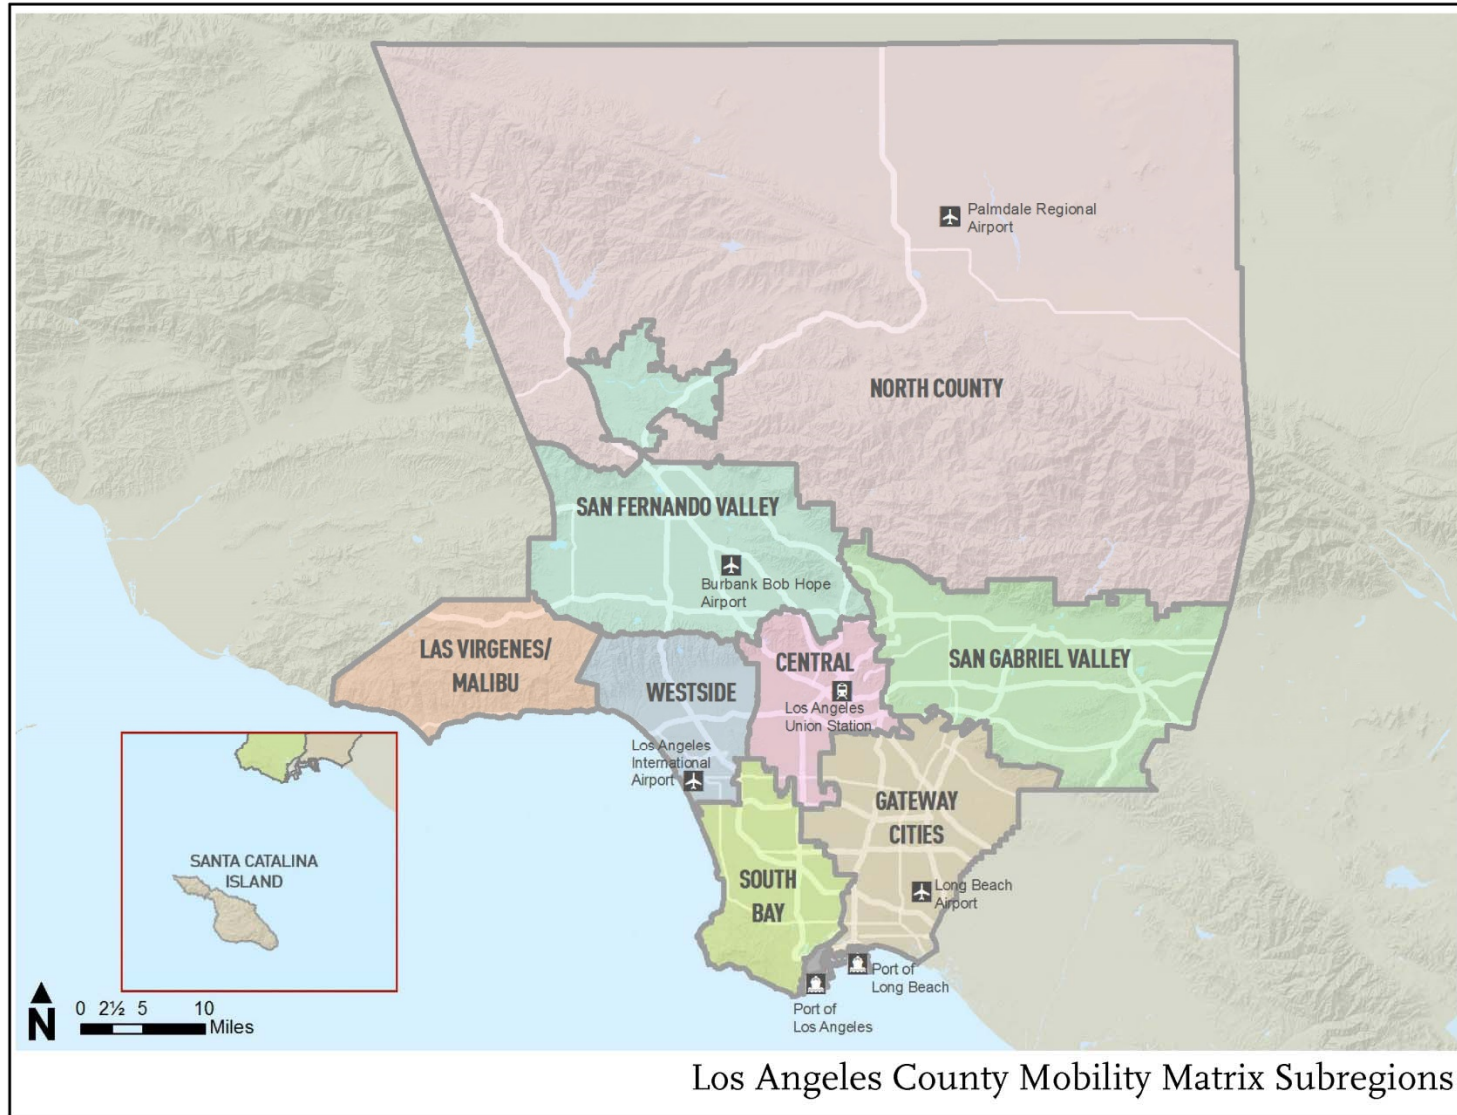 Palmdale Regional
Airport
NORTH COUNTY
SAN FERNANDO VALLEY
Burbank Bob Hope
Airport
LAS VIRGENES/
MALIBU
WESTSIDE
CENTRAL
Los Angeles
Union Station
SAN GABRIEL VALLEY
Los Angeles
International
Airport
GATEWAY
CITIES
SOUTH
BAY
Long Beach
Airport
Port of
Long Beach
Port of
Los Angeles
SANTA CATALINA
ISLAND
N
0 2½ 5 10
Miles
Los Angeles County Mobility Matrix Subregions